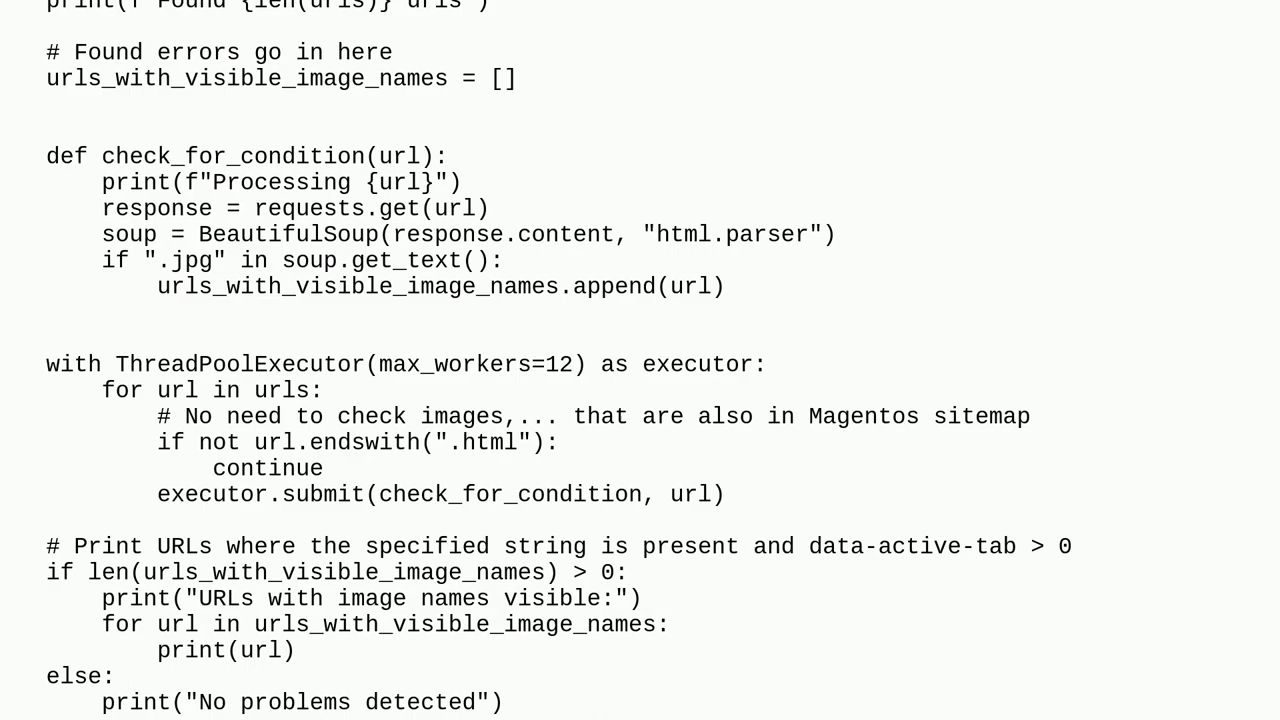 print(f"Found {len(urls)} urls")

# Found errors go in here
urls_with_visible_image_names = []


def check_for_condition(url):
    print(f"Processing {url}")
    response = requests.get(url)
    soup = BeautifulSoup(response.content, "html.parser")
    if ".jpg" in soup.get_text():
        urls_with_visible_image_names.append(url)


with ThreadPoolExecutor(max_workers=12) as executor:
    for url in urls:
        # No need to check images,... that are also in Magentos sitemap
        if not url.endswith(".html"):
            continue
        executor.submit(check_for_condition, url)

# Print URLs where the specified string is present and data-active-tab > 0
if len(urls_with_visible_image_names) > 0:
    print("URLs with image names visible:")
    for url in urls_with_visible_image_names:
        print(url)
else:
    print("No problems detected")